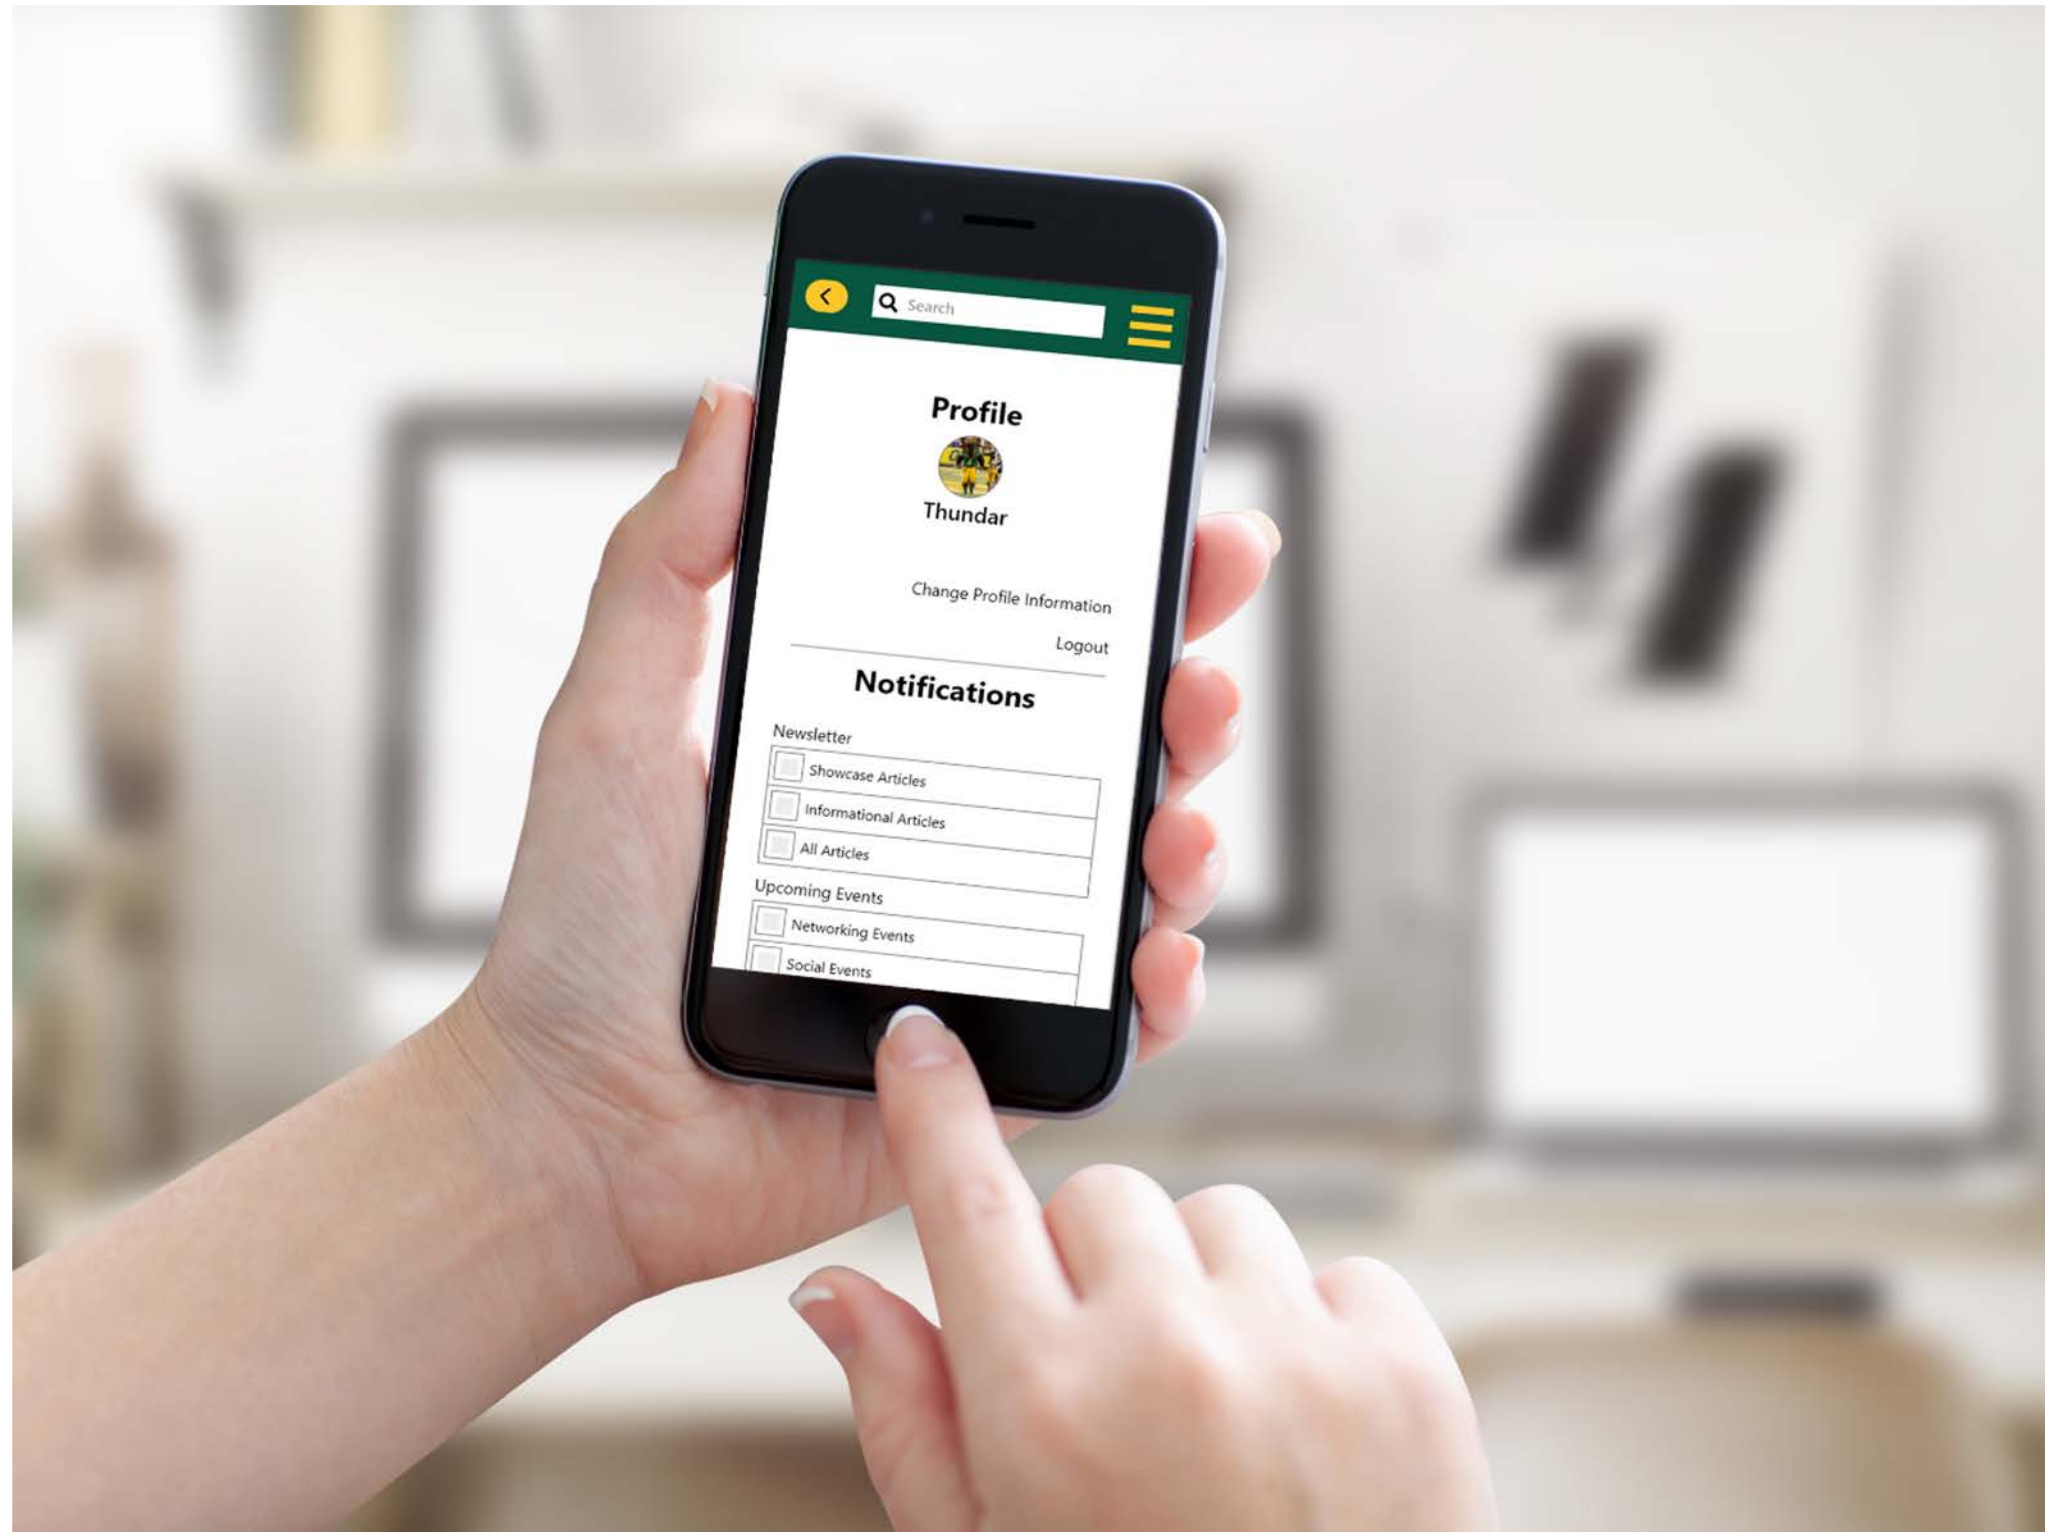 Search
Profile
Thundar
Change Profile Information
Logout
Notifications
Newsletter
Showcase Articles
Informational Articles
All Articles
Upcoming Events
Networking Events
Social Events